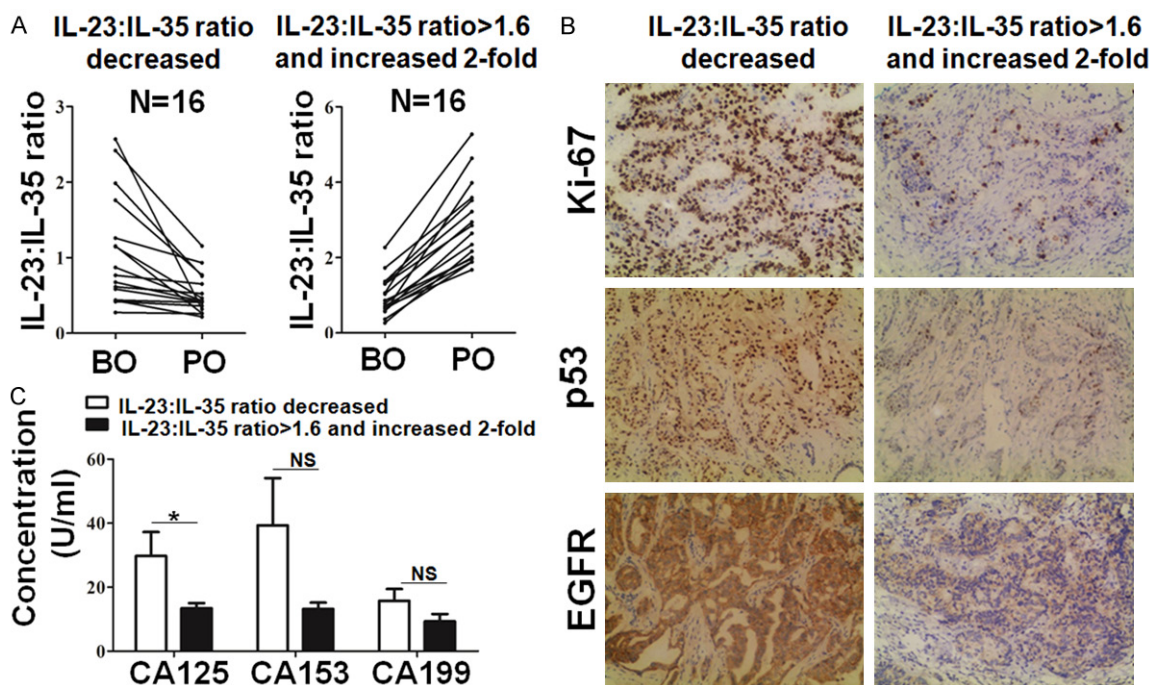 A
IL-23:IL-35 ratio
decreased
IL-23:IL-35 ratio>1.6
and increased 2-fold
IL-23:IL-35 ratio
3
2
1
0
N=16
BO PO
IL-23:IL-35 ratio
6
4
2
0
N=16
BO PO
B
IL-23:IL-35 ratio
decreased
IL-23:IL-35 ratio>1.6
and increased 2-fold
Ki-67
p53
EGFR
C
IL-23:IL-35 ratio decreased
IL-23:IL-35 ratio>1.6 and increased 2-fold
Concentration
(U/ml)
60
40
20
0
*
NS
NS
CA125 CA153 CA199